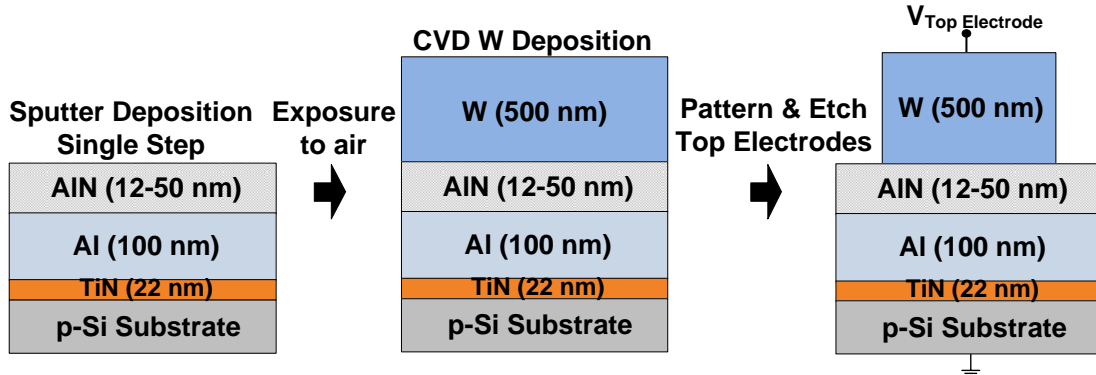 Sputter Deposition
Single Step
AlN (12-50 nm)
Al (100 nm)
TiN (22 nm)
p-Si Substrate
Exposure
to air
CVD W Deposition
W (500 nm)
AlN (12-50 nm)
Al (100 nm)
TiN (22 nm)
p-Si Substrate
Pattern & Etch
Top Electrodes
VTop Electrode
W (500 nm)
AlN (12-50 nm)
Al (100 nm)
TiN (22 nm)
p-Si Substrate